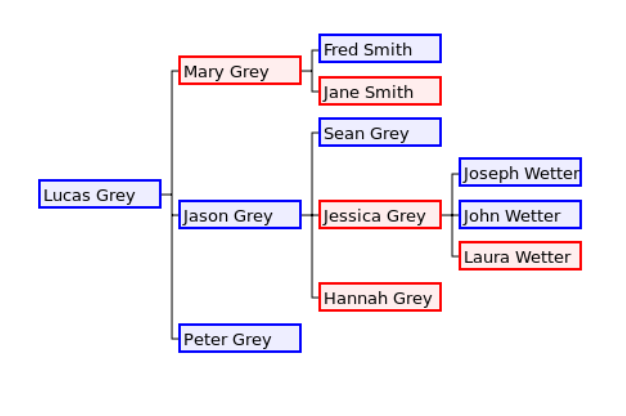 Fred Smith
Mary Grey
Jane Smith
Sean Grey
Joseph Wetter
Lucas Grey
Jason Grey
Jessica Grey
John Wetter
Laura Wetter
Hannah Grey
Peter Grey